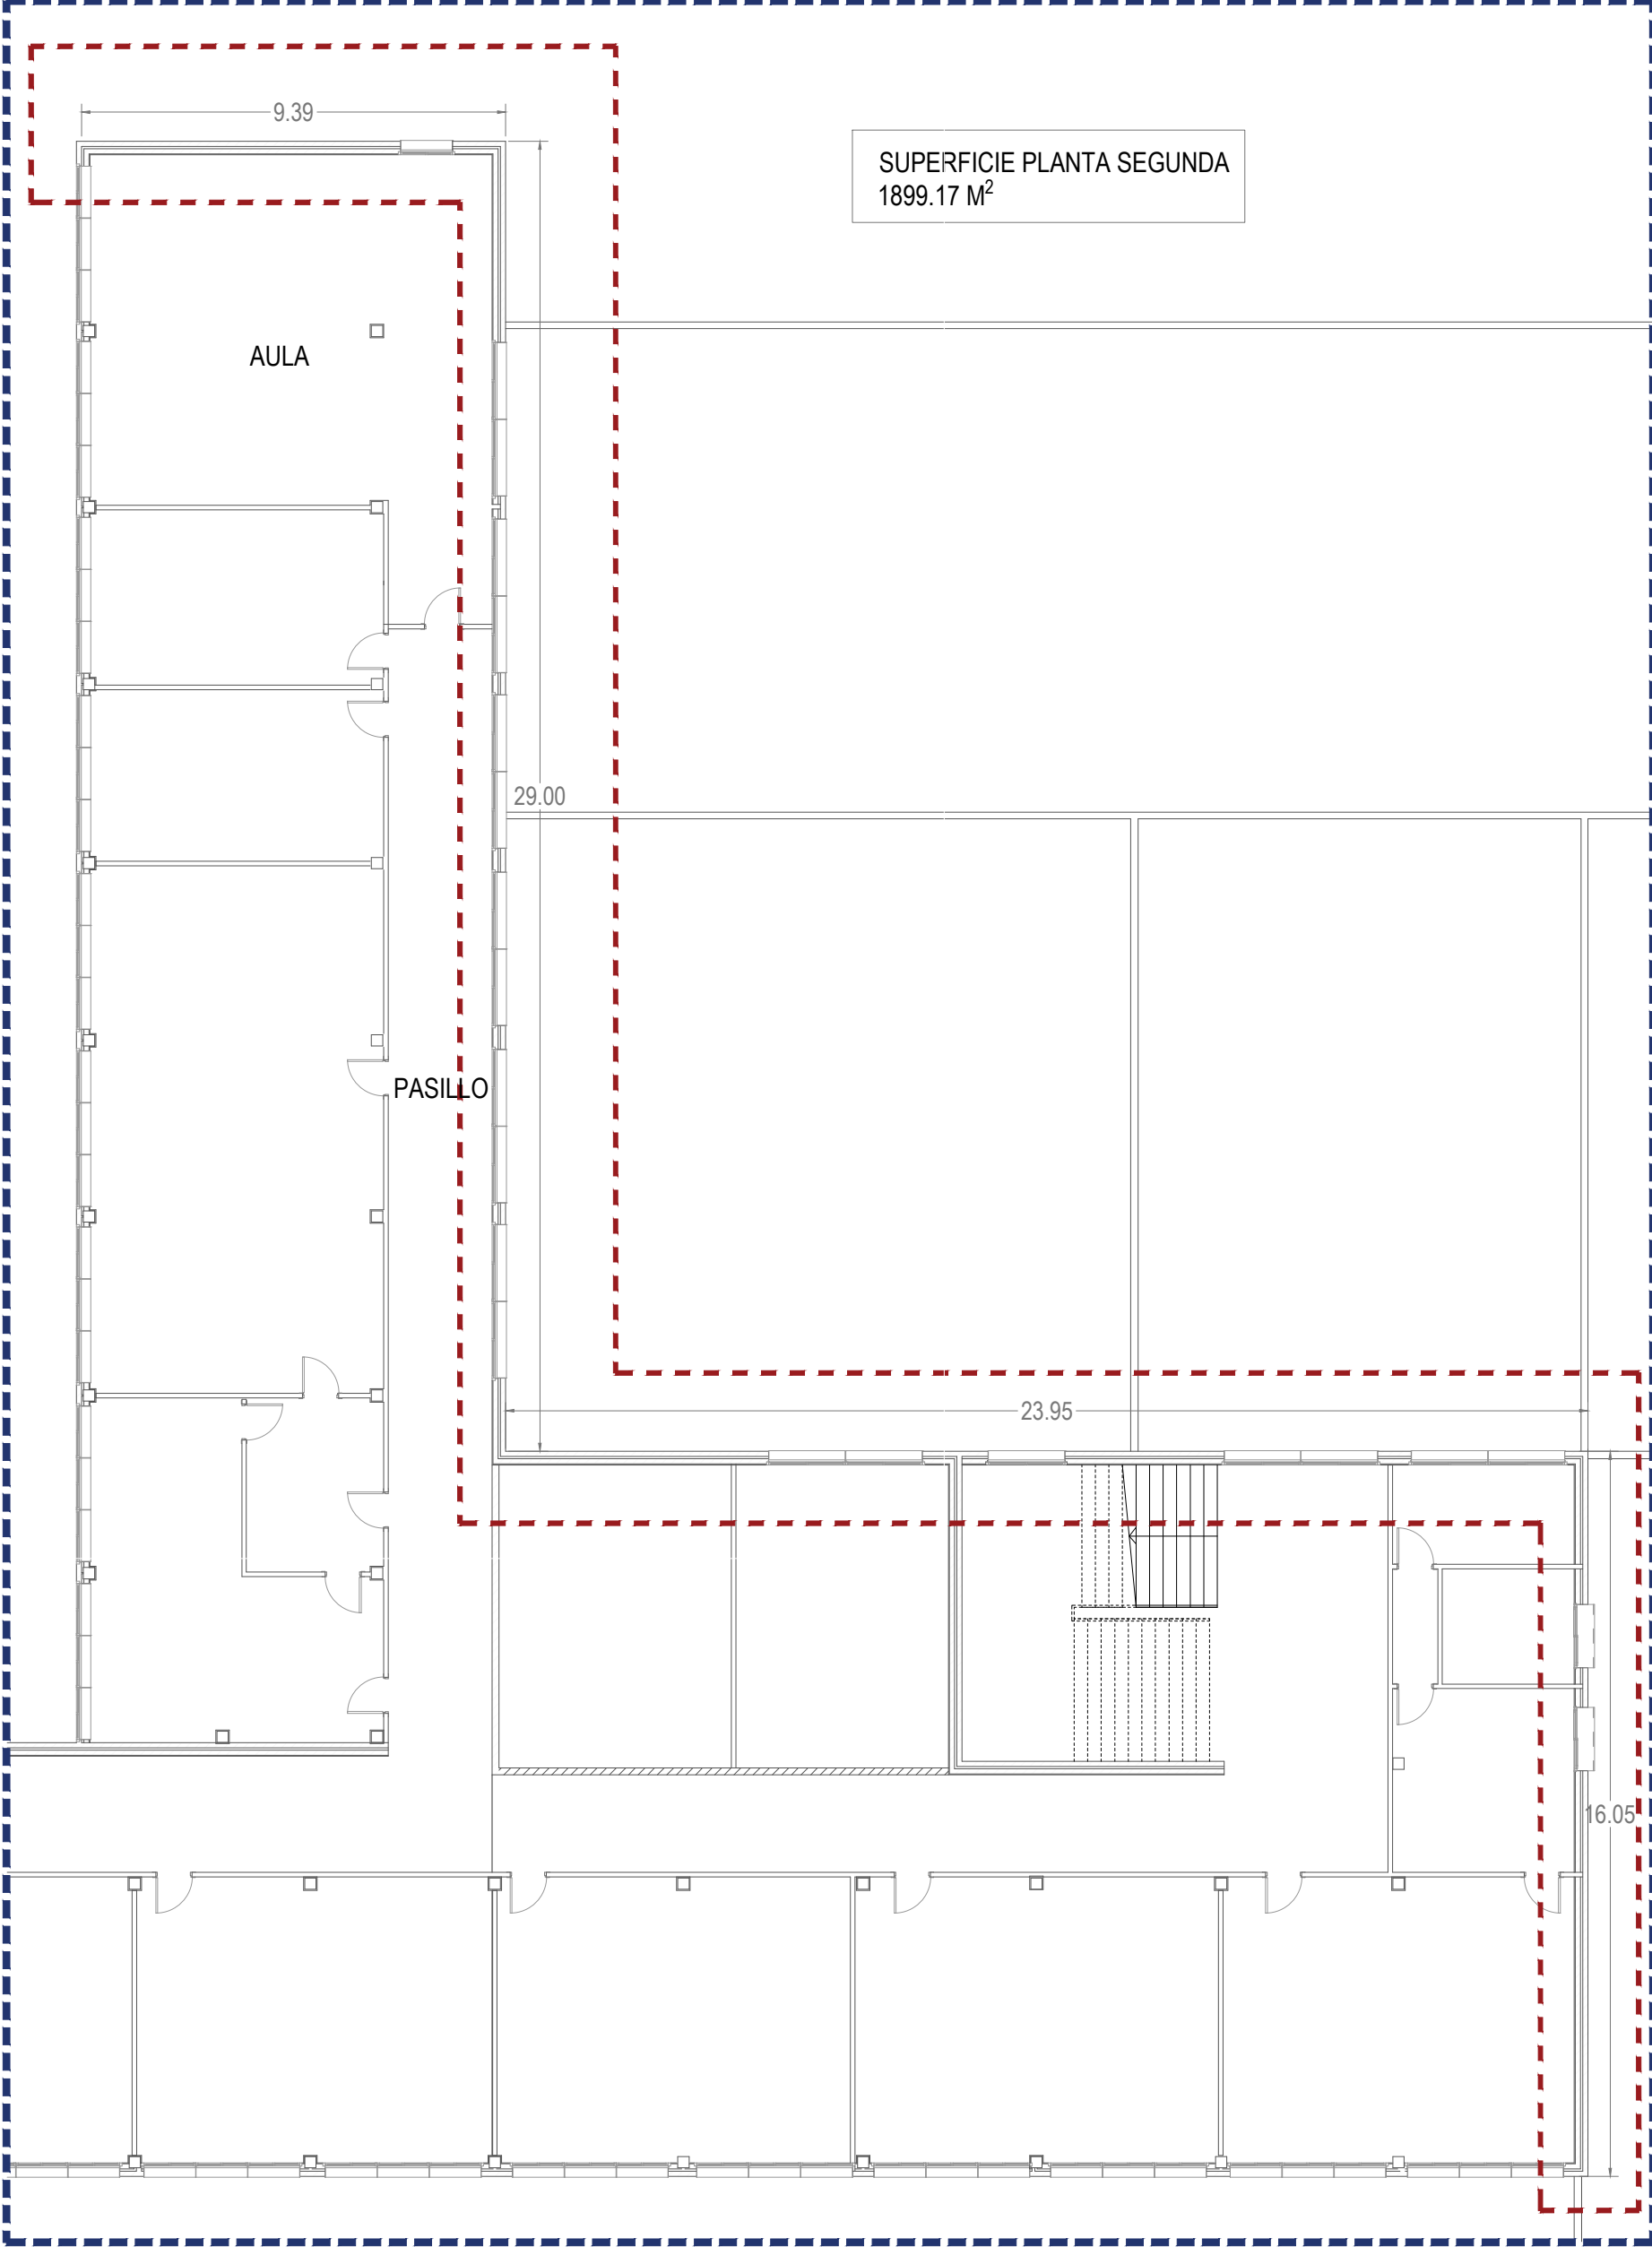 9.39
SUPERFICIE PLANTA SEGUNDA
1899.17 M²
AULA
29.00
PASILLO
23.95
16.05